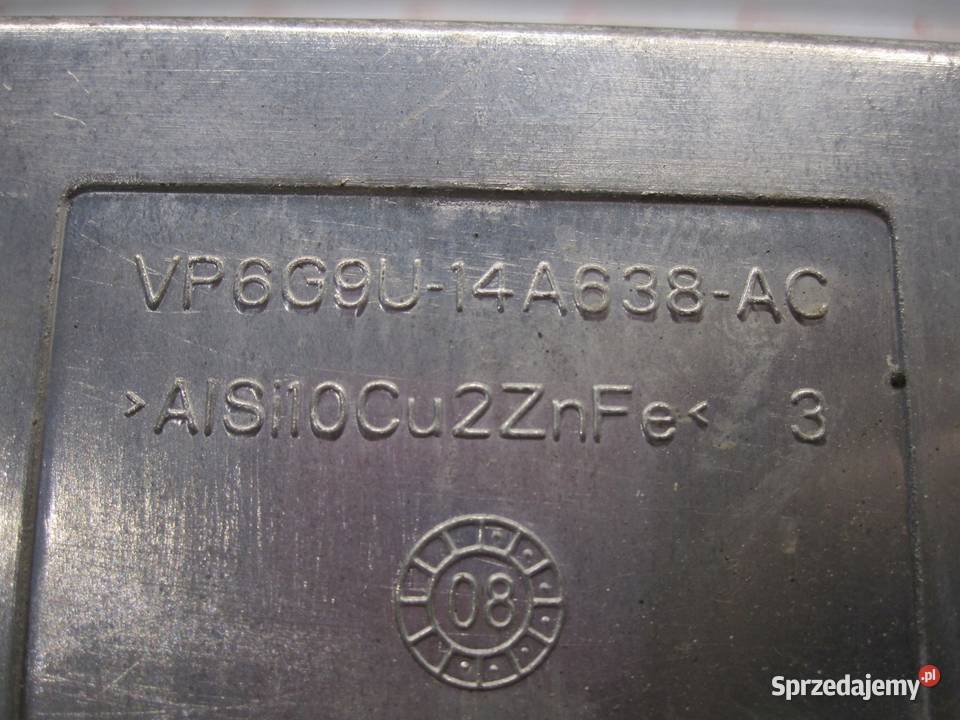 VP6G9U-14A638-AC
>AlSi10Cu2ZnFe< 3
08
Sprzedajemy.pl